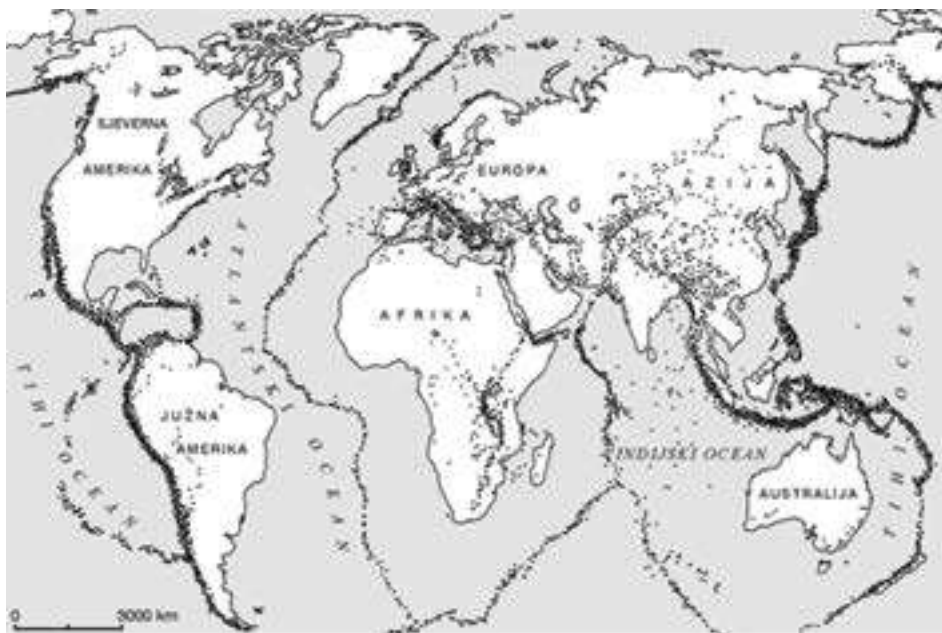 SJEVERNA
AMERIKA
EUROPA
AZIJA
ATLANTSKI
OCEAN
AFRIKA
TIHI
OCEAN
JUŽNA
AMERIKA
INDIJSKI OCEAN
AUSTRALIJA
TIHI OCEAN
0 3000 km